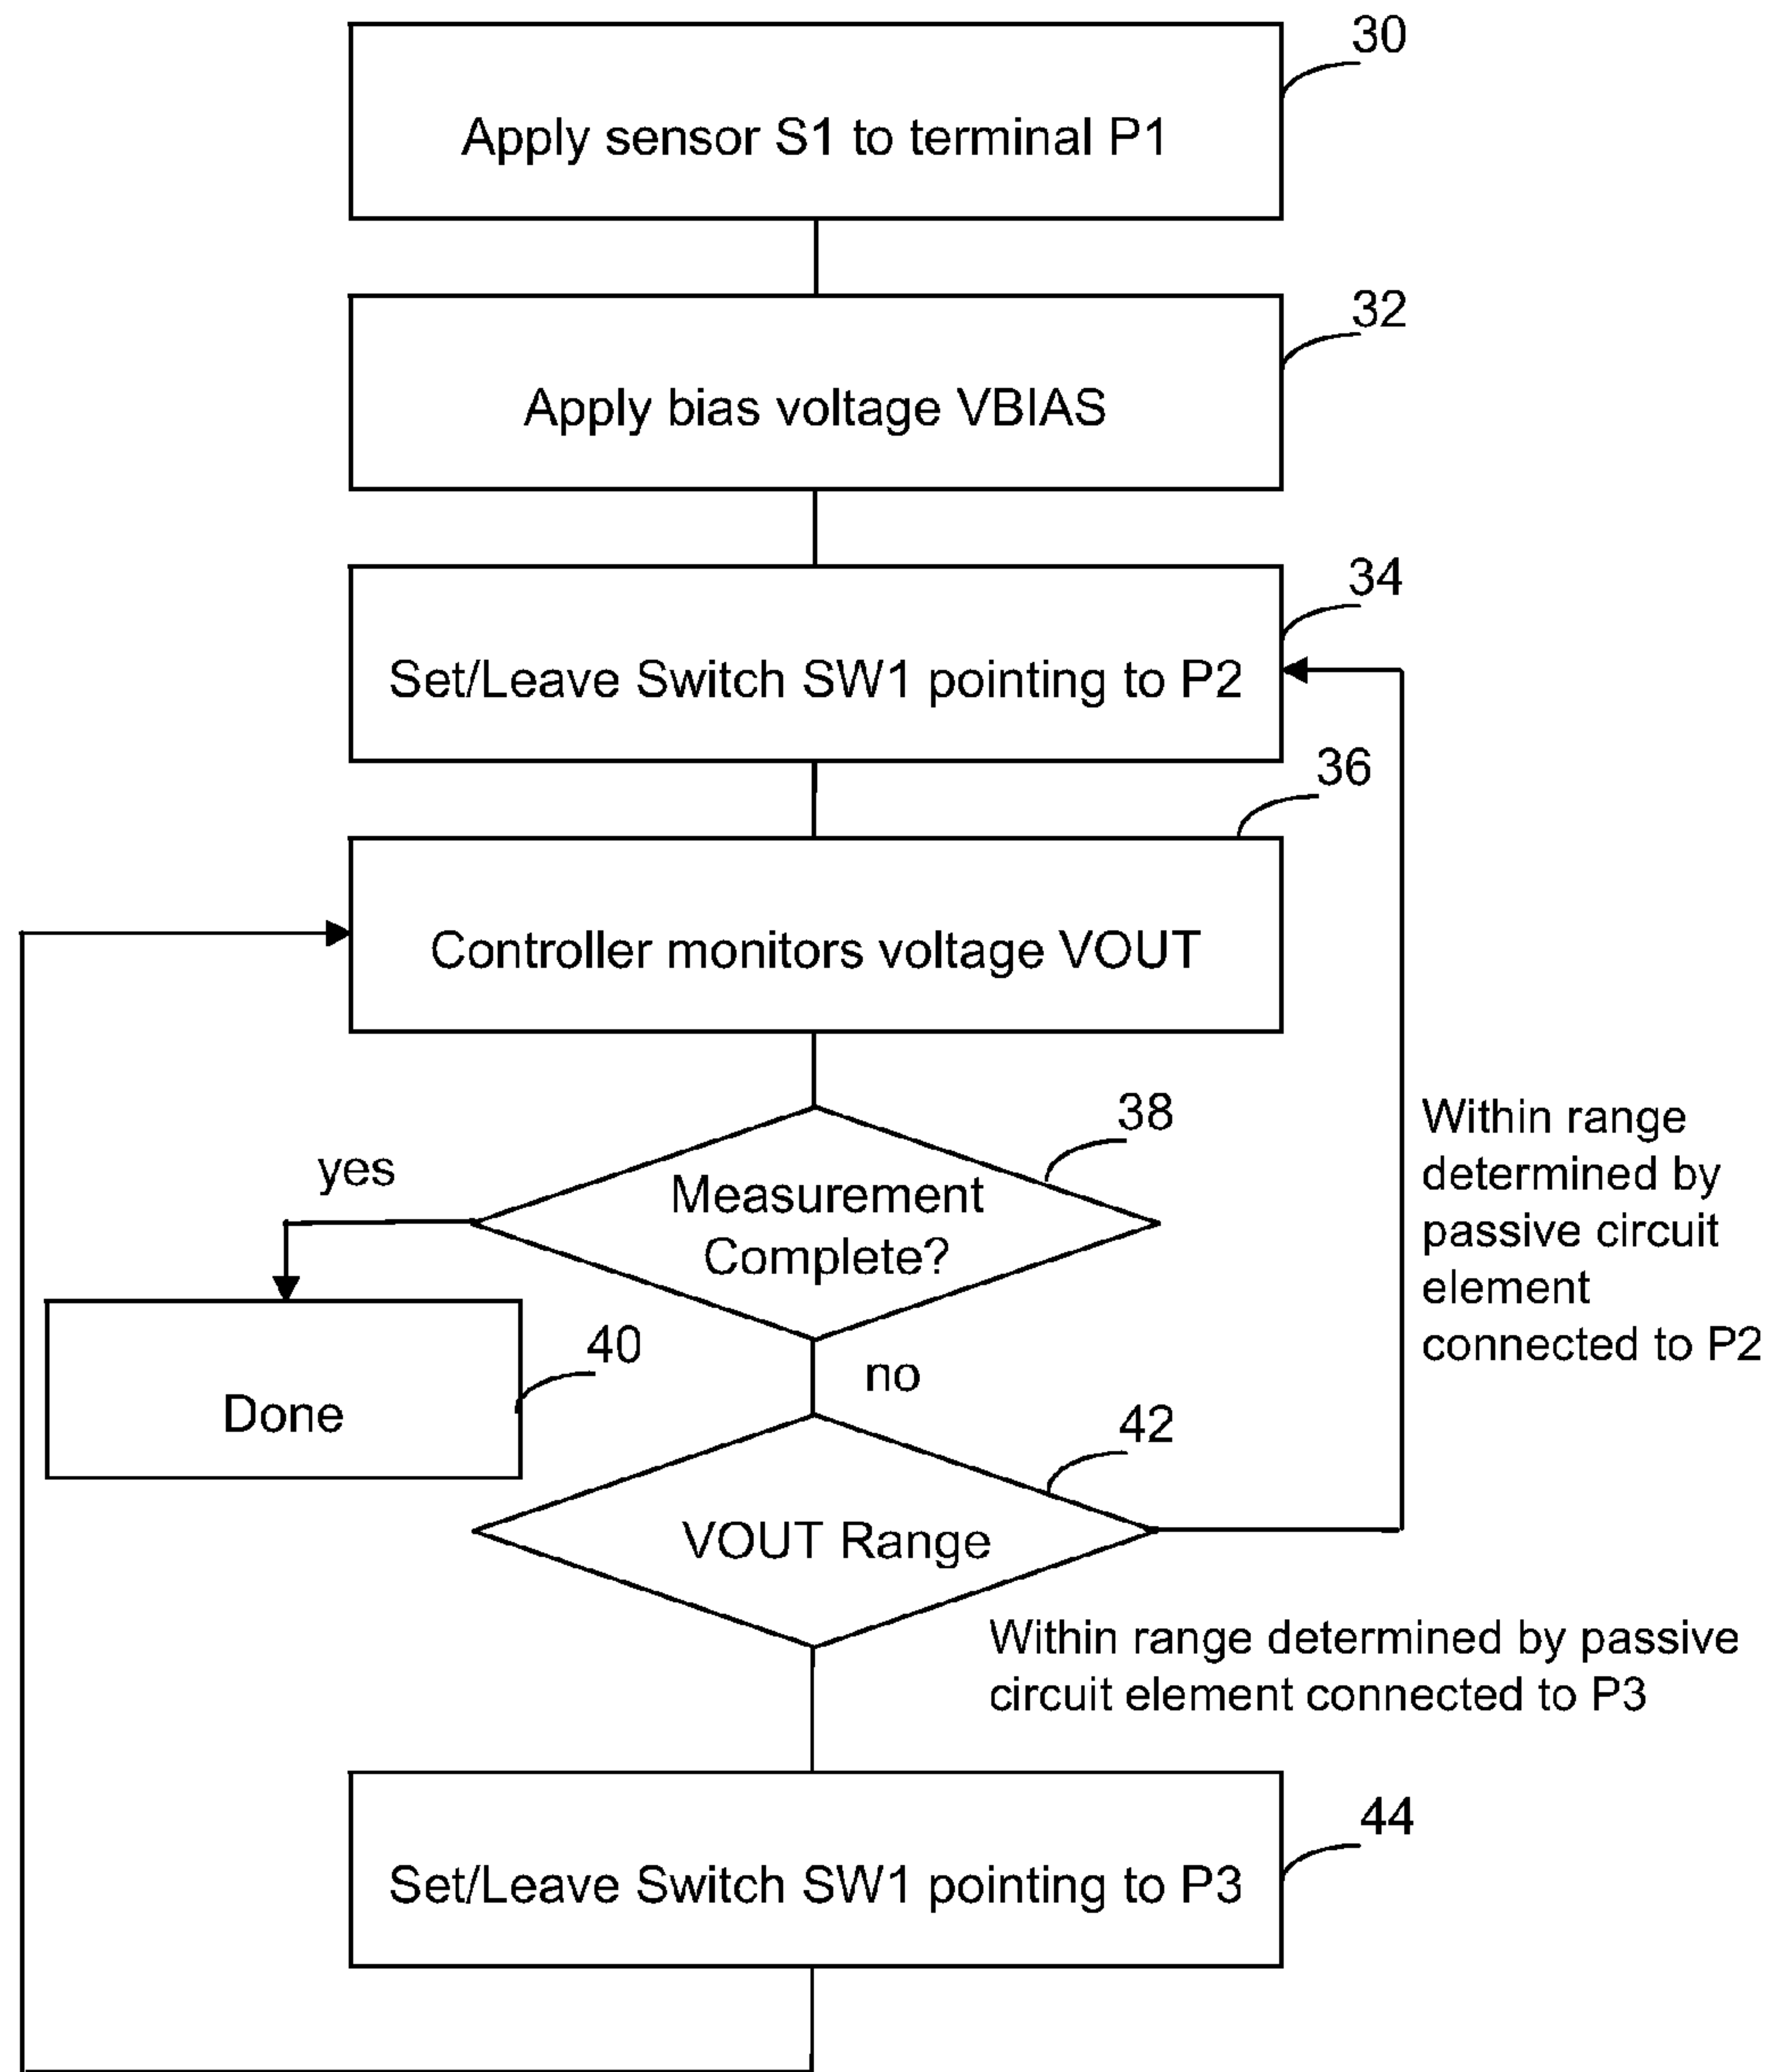 30
Apply sensor S1 to terminal P1
32
Apply bias voltage VBIAS
34
Set/Leave Switch SW1 pointing to P2
36
Controller monitors voltage VOUT
38
Measurement
Complete?
yes
no
40
Done
42
VOUT Range
Within range
determined by
passive circuit
element
connected to P2
Within range determined by passive
circuit element connected to P3
44
Set/Leave Switch SW1 pointing to P3